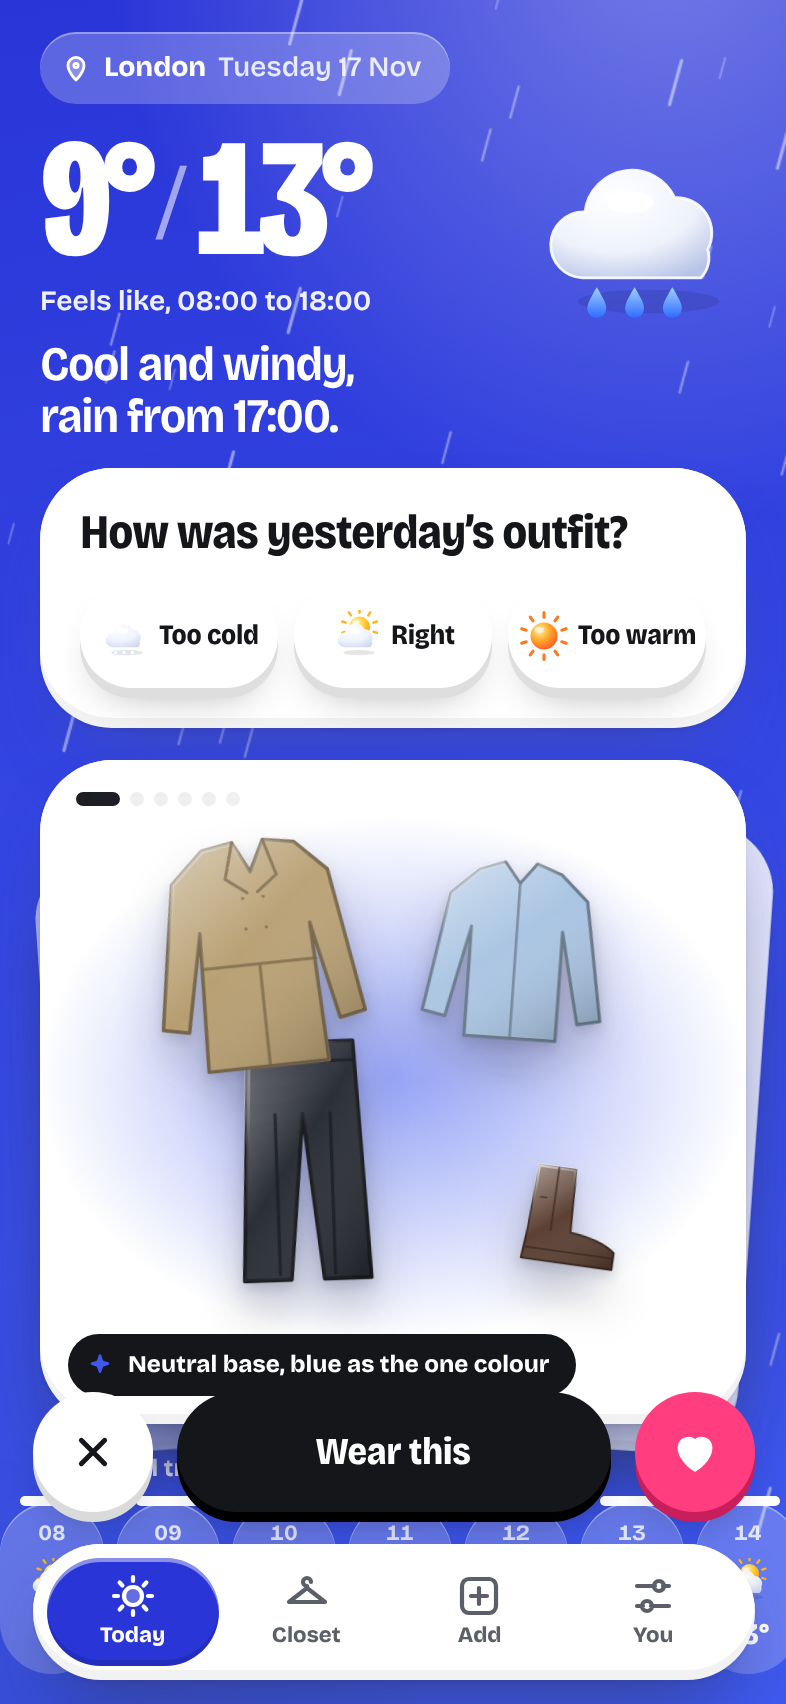 London Tuesday 17 Nov
9°/13°
Feels like, 08:00 to 18:00
Cool and windy,
rain from 17:00.
How was yesterday's outfit?
Too cold
Right
Too warm
Neutral base, blue as the one colour
Wear this
08 09 10 11 12 13 14
Today
Closet
Add
You